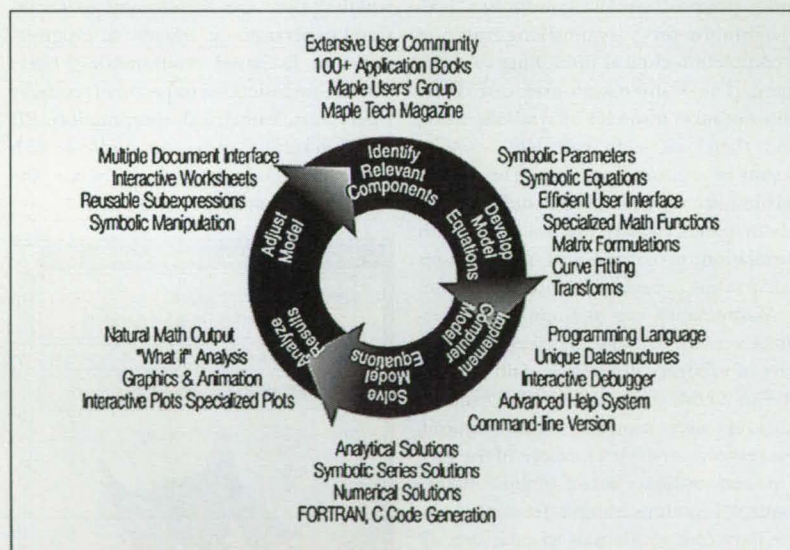 Extensive User Community
100+ Application Books
Maple Users' Group
Maple Tech Magazine
Identify
Relevant
Components
Symbolic Parameters
Symbolic Equations
Efficient User Interface
Specialized Math Functions
Matrix Formulations
Curve Fitting
Transforms
Develop
Model
Equations
Programming Language
Unique Datastructures
Interactive Debugger
Advanced Help System
Command-line Version
Implement
Computer
Model
Analytical Solutions
Symbolic Series Solutions
Numerical Solutions
FORTRAN, C Code Generation
Solve
Model
Equations
Natural Math Output
"What if" Analysis
Graphics & Animation
Interactive Plots Specialized Plots
Analyze
Results
Multiple Document Interface
Interactive Worksheets
Reusable Subexpressions
Symbolic Manipulation
Adjust
Model